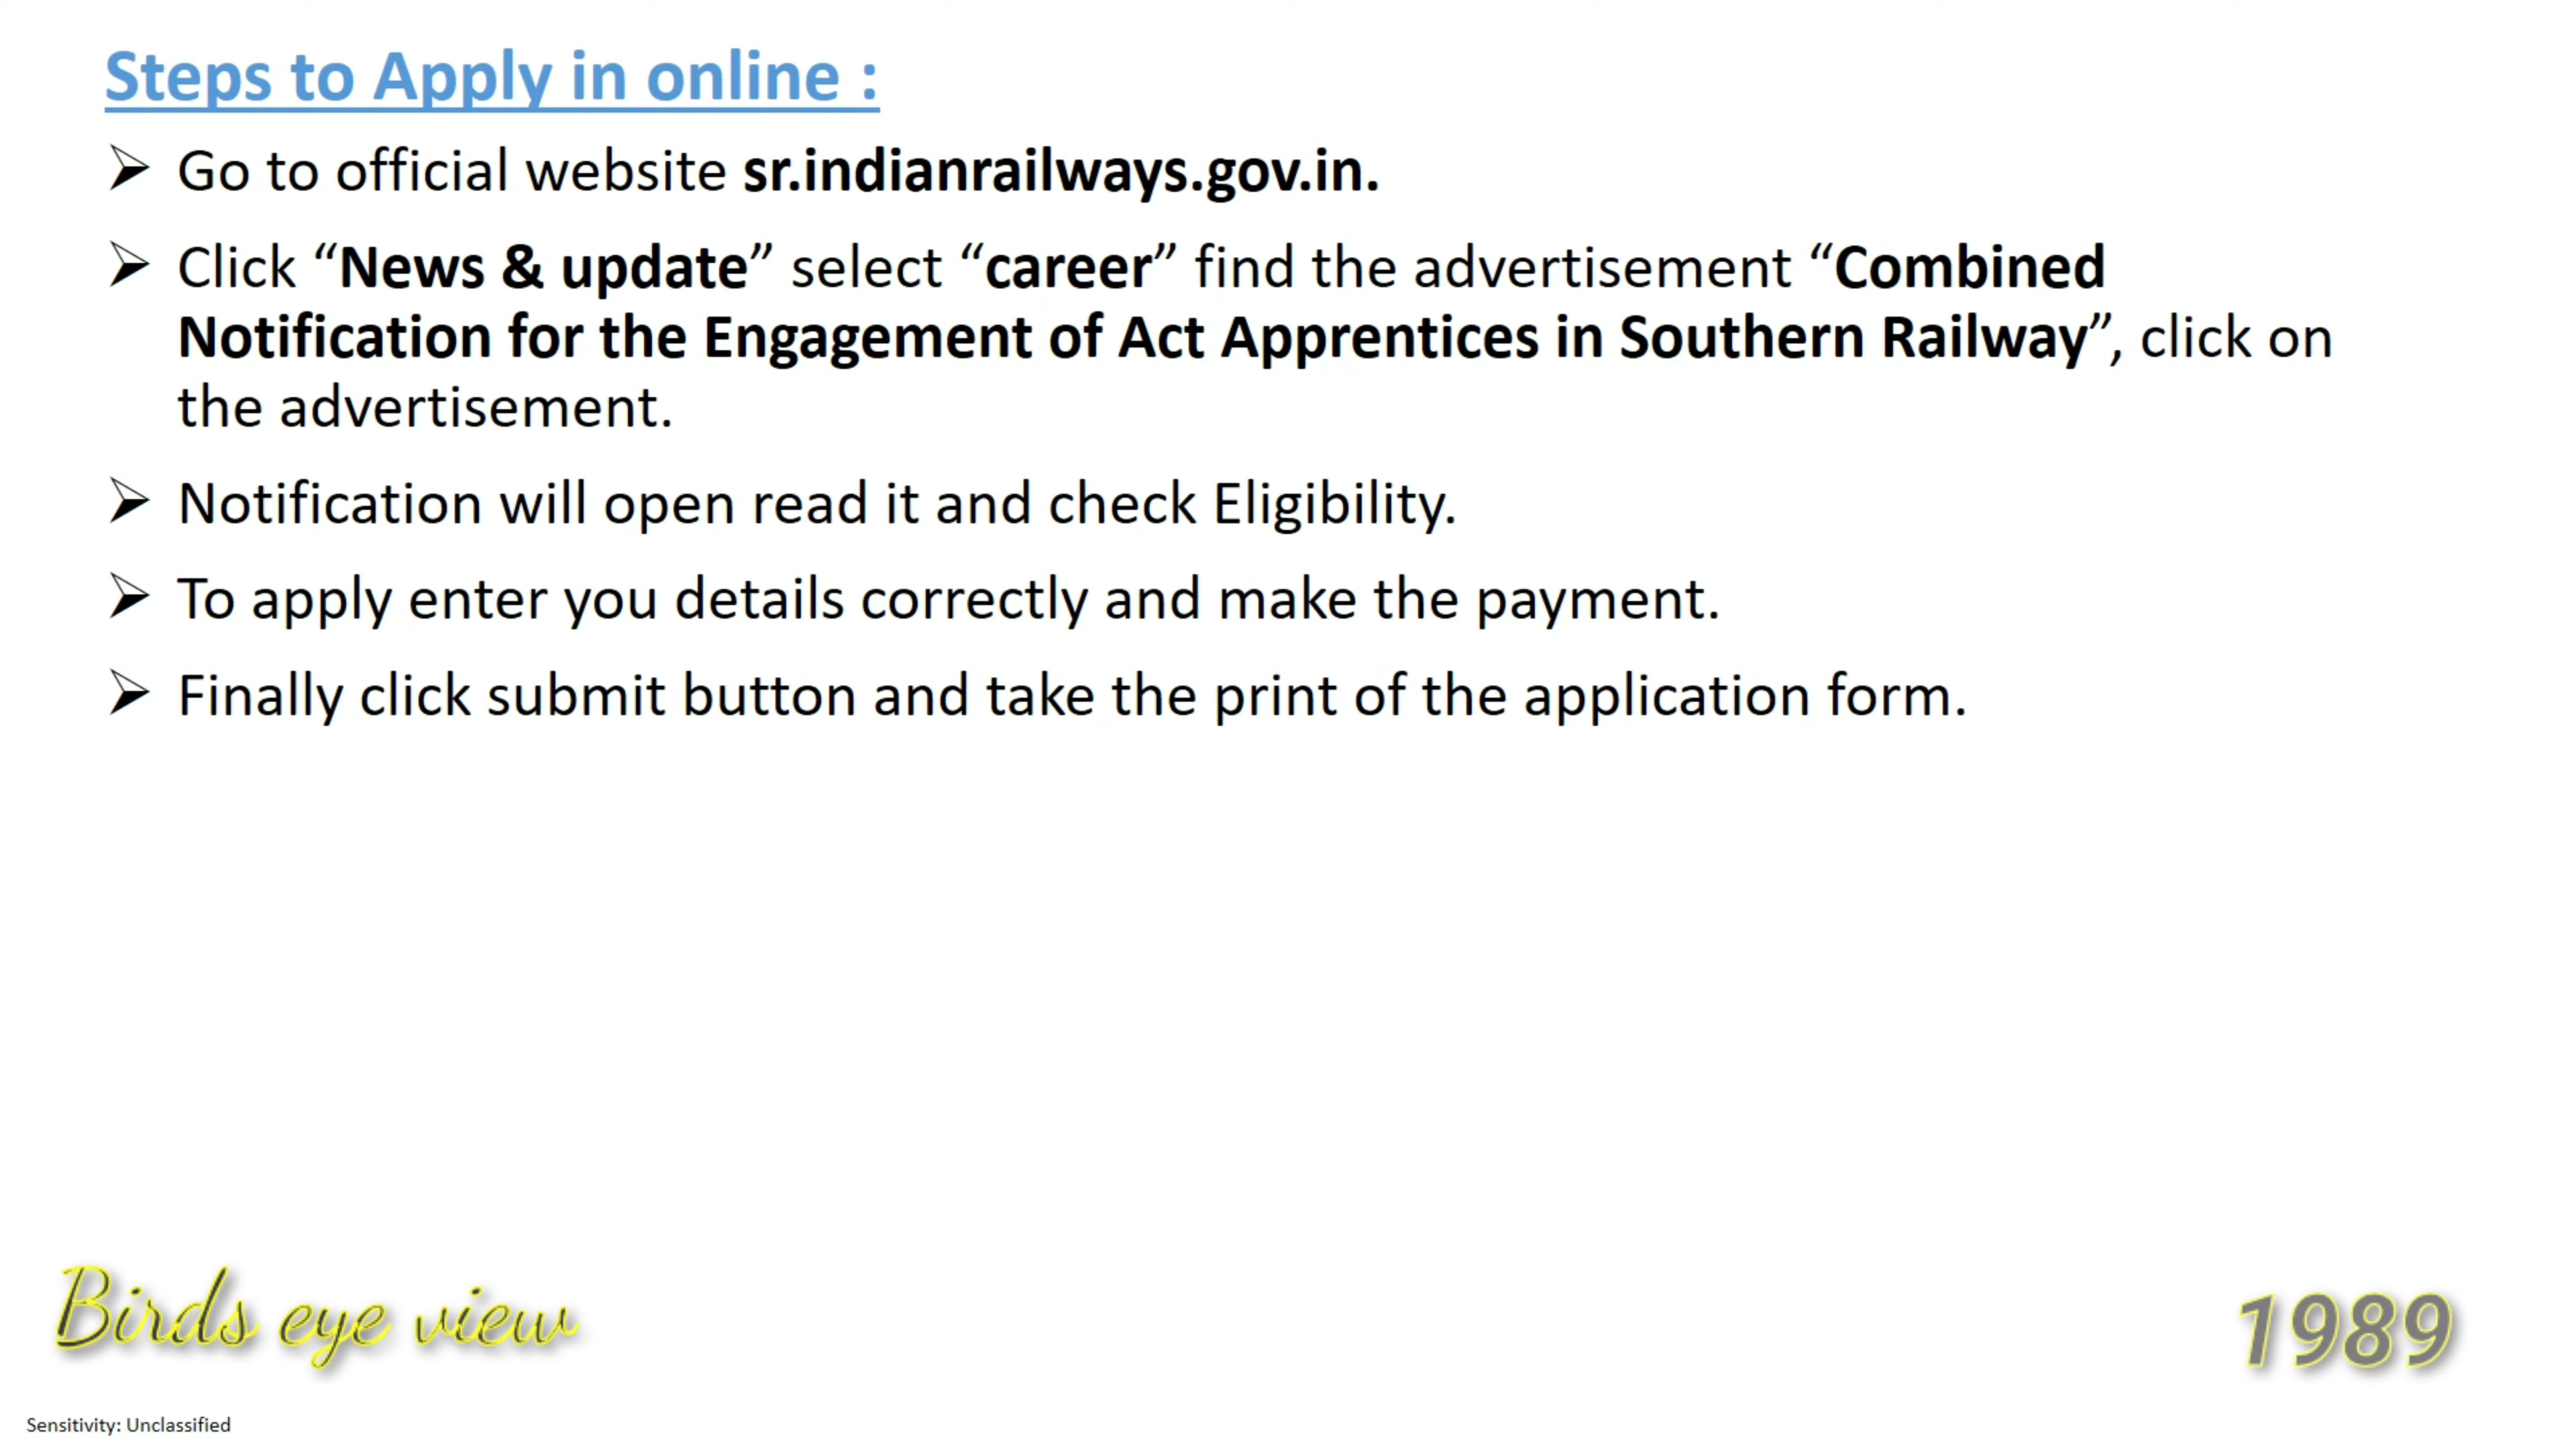 Steps to Apply in online :
➢ Go to official website sr.indianrailways.gov.in.
➢ Click “News & update” select “career” find the advertisement “Combined
Notification for the Engagement of Act Apprentices in Southern Railway”, click on
the advertisement.
➢ Notification will open read it and check Eligibility.
➢ To apply enter you details correctly and make the payment.
➢ Finally click submit button and take the print of the application form.
Birds eye view
1989
Sensitivity: Unclassified